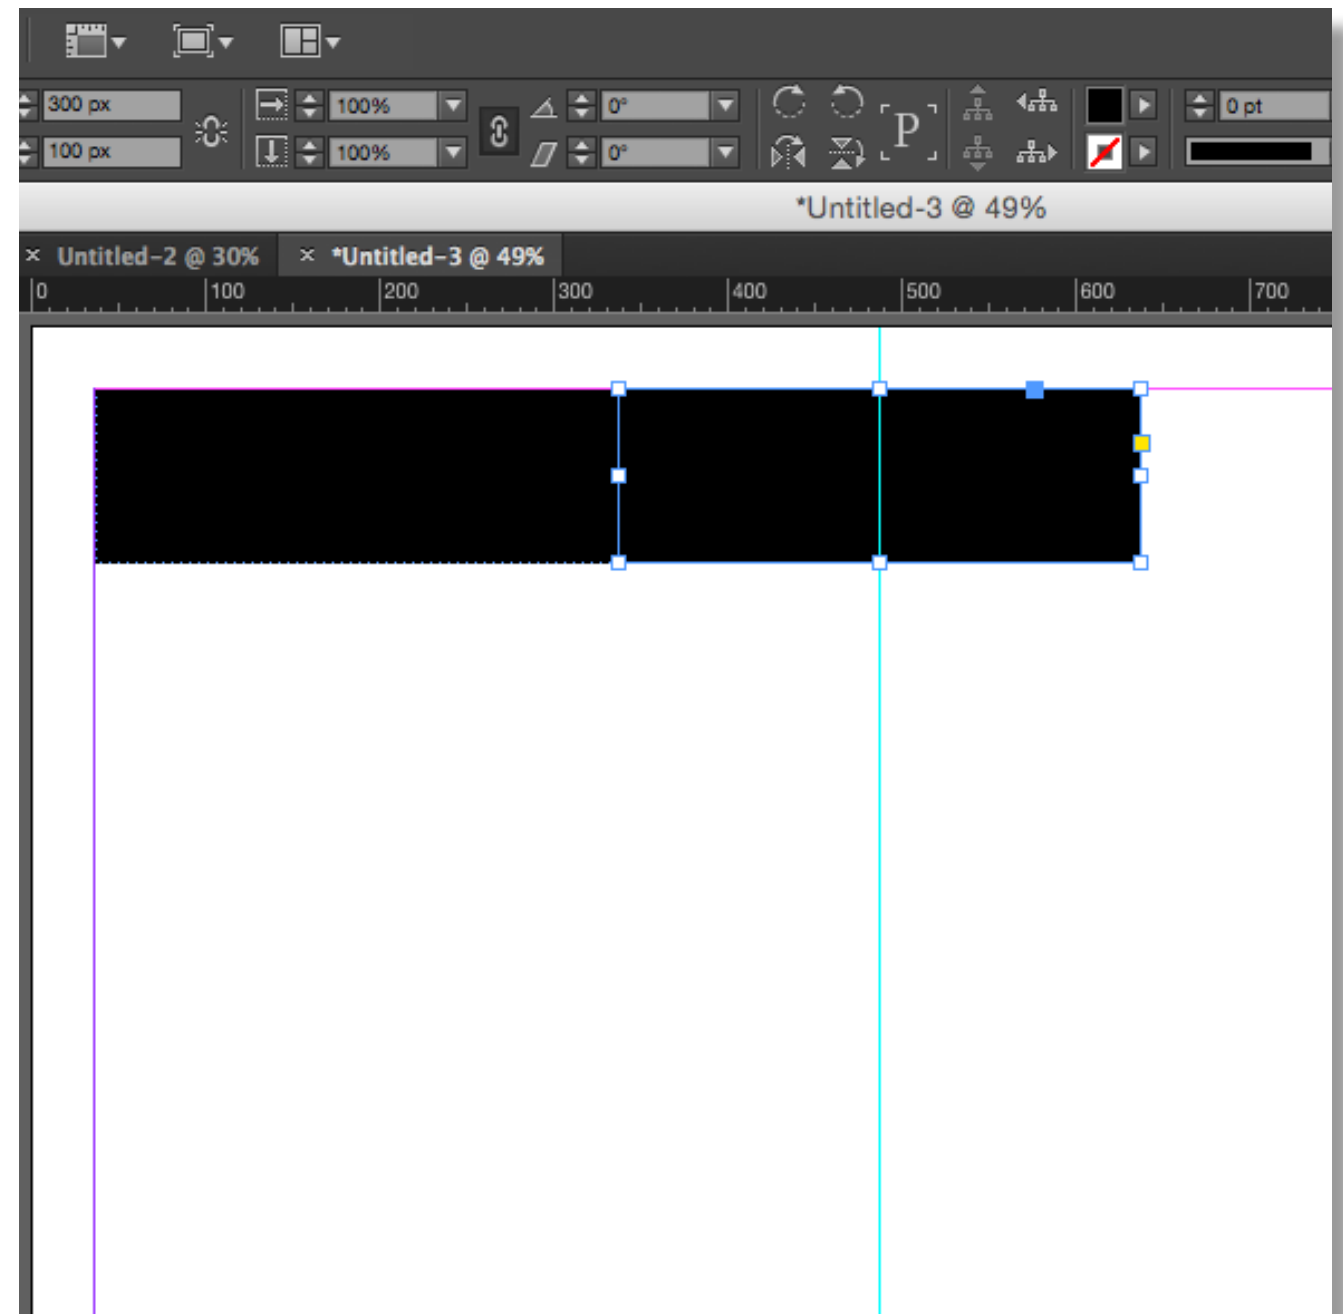 300 px 100% 0° 0 pt
100 px 100% 0° P
*Untitled-3 @ 49%
× Untitled-2 @ 30% × *Untitled-3 @ 49%
0 100 200 300 400 500 600 700